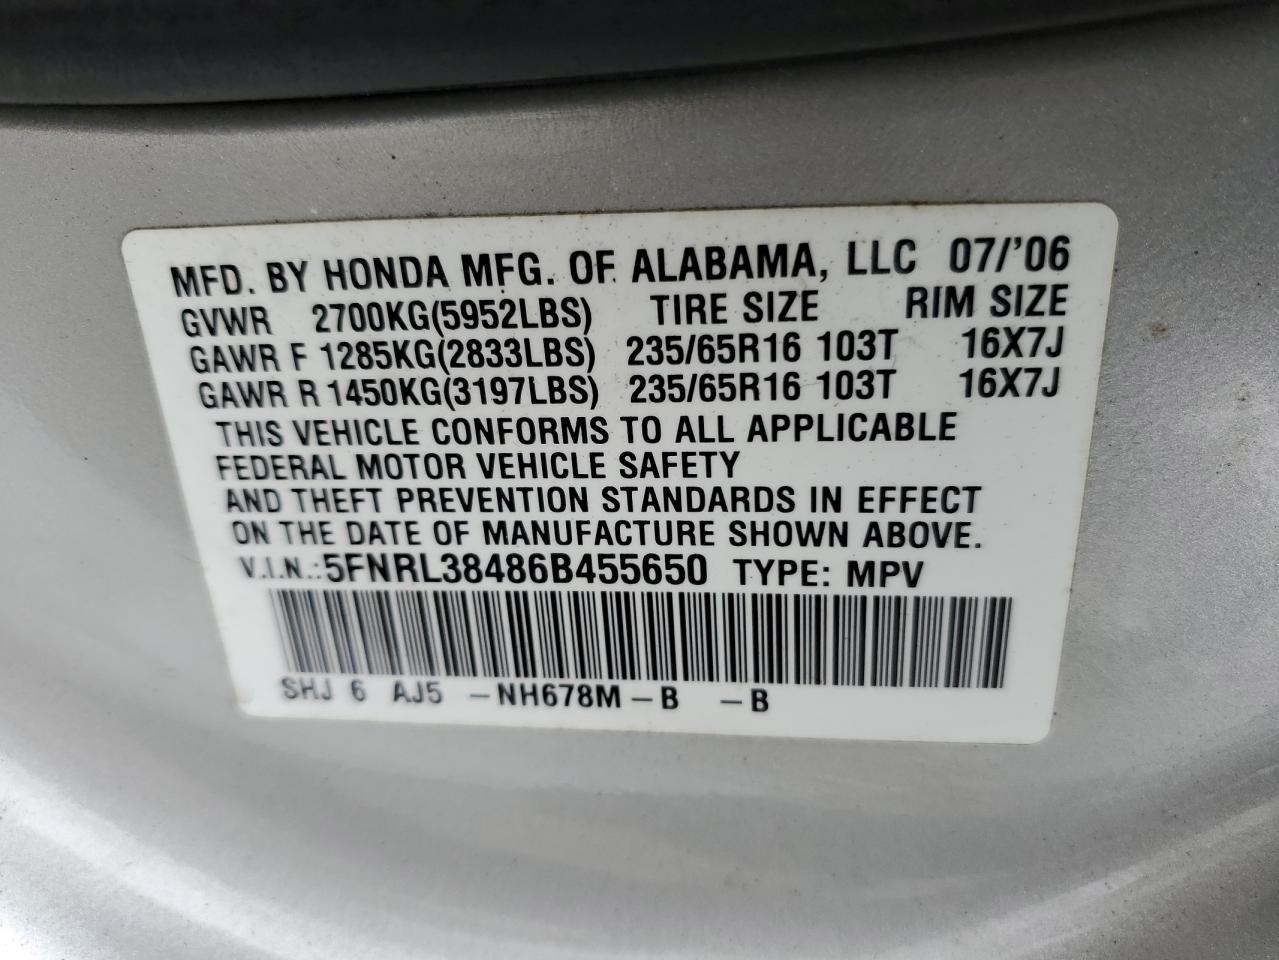 MFD. BY HONDA MFG. OF ALABAMA, LLC 07/'06
GVWR 2700KG(5952LBS) TIRE SIZE RIM SIZE
GAWR F 1285KG(2833LBS) 235/65R16 103T 16X7J
GAWR R 1450KG(3197LBS) 235/65R16 103T 16X7J
THIS VEHICLE CONFORMS TO ALL APPLICABLE
FEDERAL MOTOR VEHICLE SAFETY
AND THEFT PREVENTION STANDARDS IN EFFECT
ON THE DATE OF MANUFACTURE SHOWN ABOVE.
V.I.N.: 5FNRL38486B455650 TYPE: MPV
SHJ 6 AJ5 -NH678M-B -B